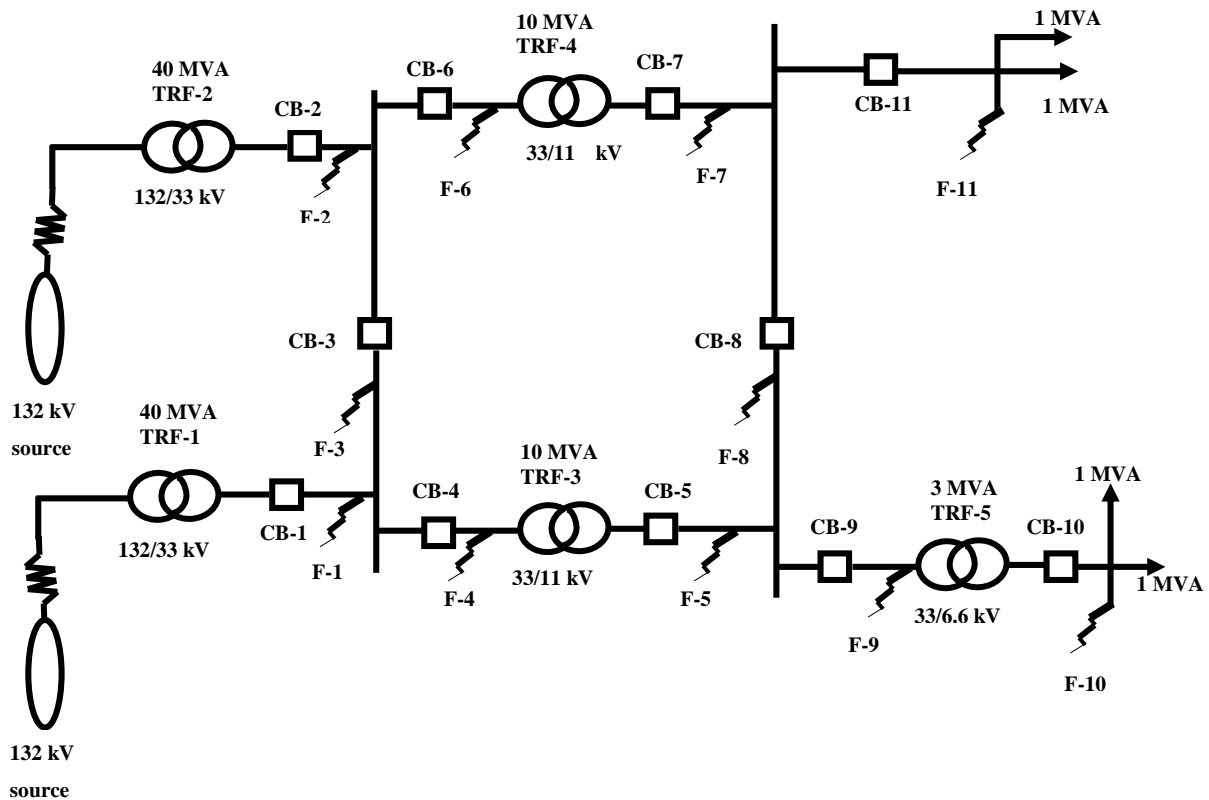 10 MVA
TRF-4
1 MVA
40 MVA
TRF-2
CB-6
CB-7
CB-2
CB-11
1 MVA
33/11 kV
132/33 kV
F-6
F-7
F-11
F-2
CB-3
CB-8
132 kV
source
40 MVA
TRF-1
F-3
10 MVA
TRF-3
F-8
1 MVA
3 MVA
TRF-5
CB-4
CB-5
CB-1
CB-9
CB-10
132/33 kV
F-1
33/11 kV
F-4
F-5
1 MVA
33/6.6 kV
F-9
F-10
132 kV
source